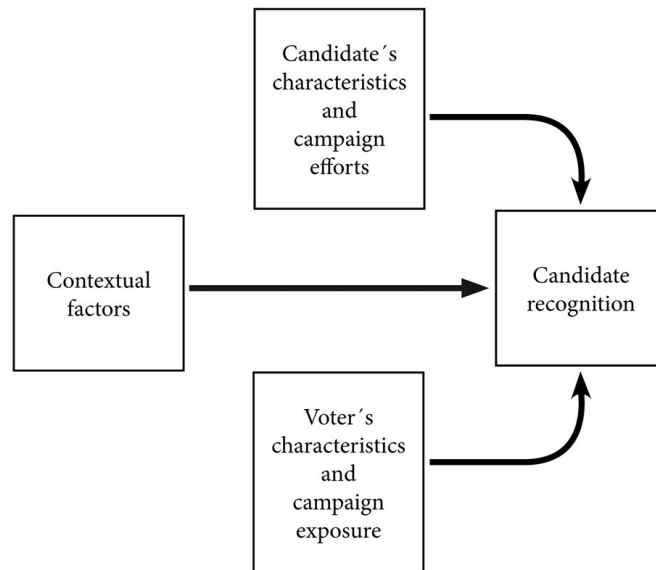 Candidate´s
characteristics
and
campaign
efforts
Contextual
factors
Candidate
recognition
Voter´s
characteristics
and
campaign
exposure